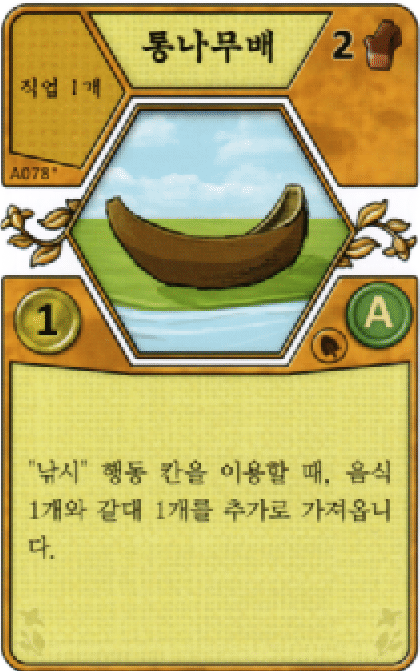 통나무배
2
직업 1개
A078*
1
A
"낚시" 행동 칸을 이용할 때, 음식
1개와 갈대 1개를 추가로 가져옵니
다.